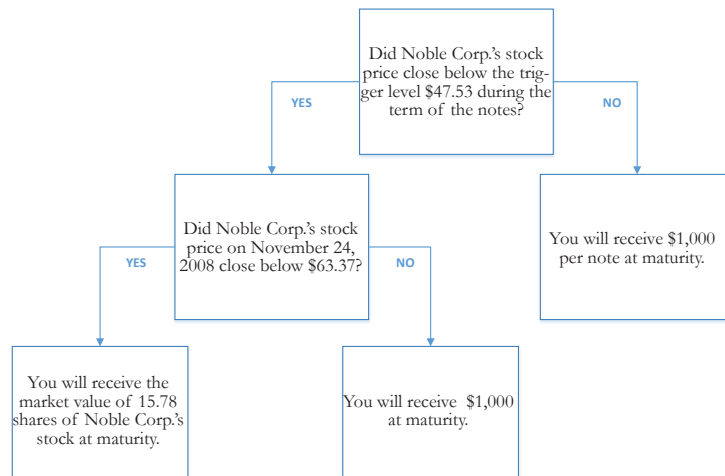 Did Noble Corp.'s stock
price close below the trig-
ger level $47.53 during the
term of the notes?
YES
NO
Did Noble Corp.'s stock
price on November 24,
2008 close below $63.37?
You will receive $1,000
per note at maturity.
YES
NO
You will receive the
market value of 15.78
shares of Noble Corp.'s
stock at maturity.
You will receive $1,000
at maturity.